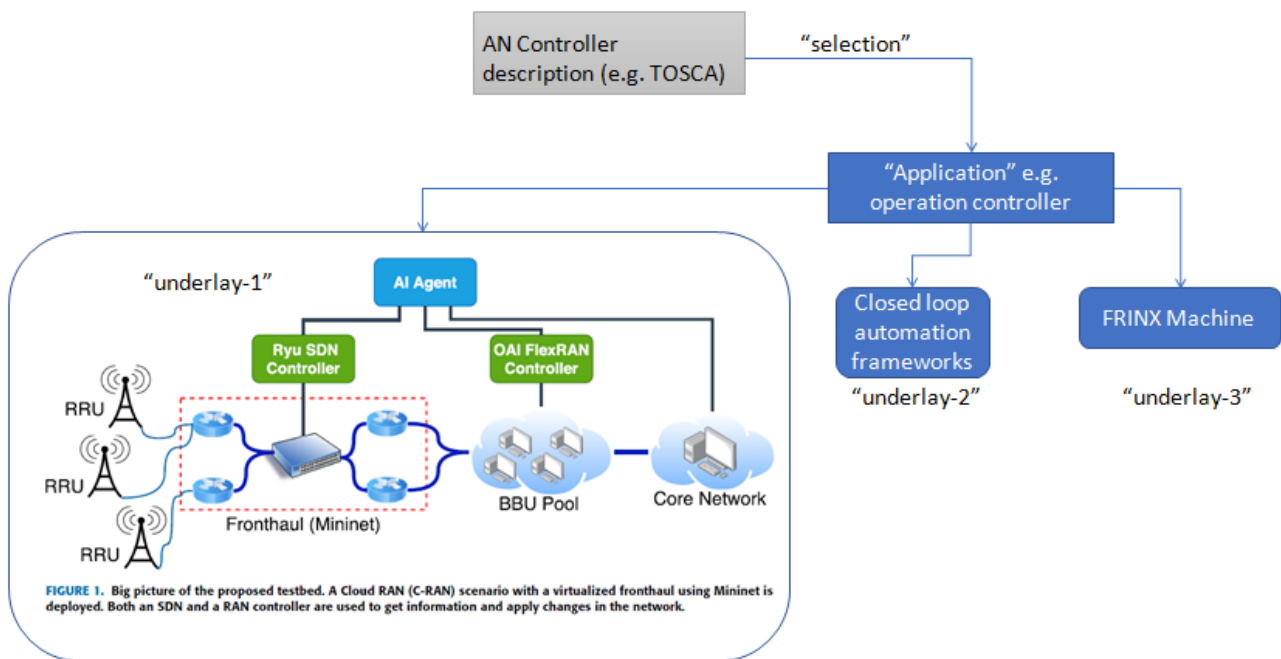 AN Controller
description (e.g. TOSCA)
“selection”
“Application” e.g.
operation controller
“underlay-1”
AI Agent
Closed loop
automation
frameworks
FRINX Machine
Ryu SDN
Controller
OAI FlexRAN
Controller
“underlay-2”
“underlay-3”
RRU
RRU
RRU
Fronthaul (Mininet)
BBU Pool
Core Network
FIGURE 1. Big picture of the proposed testbed. A Cloud RAN (C-RAN) scenario with a virtualized fronthaul using Mininet is
deployed. Both an SDN and a RAN controller are used to get information and apply changes in the network.